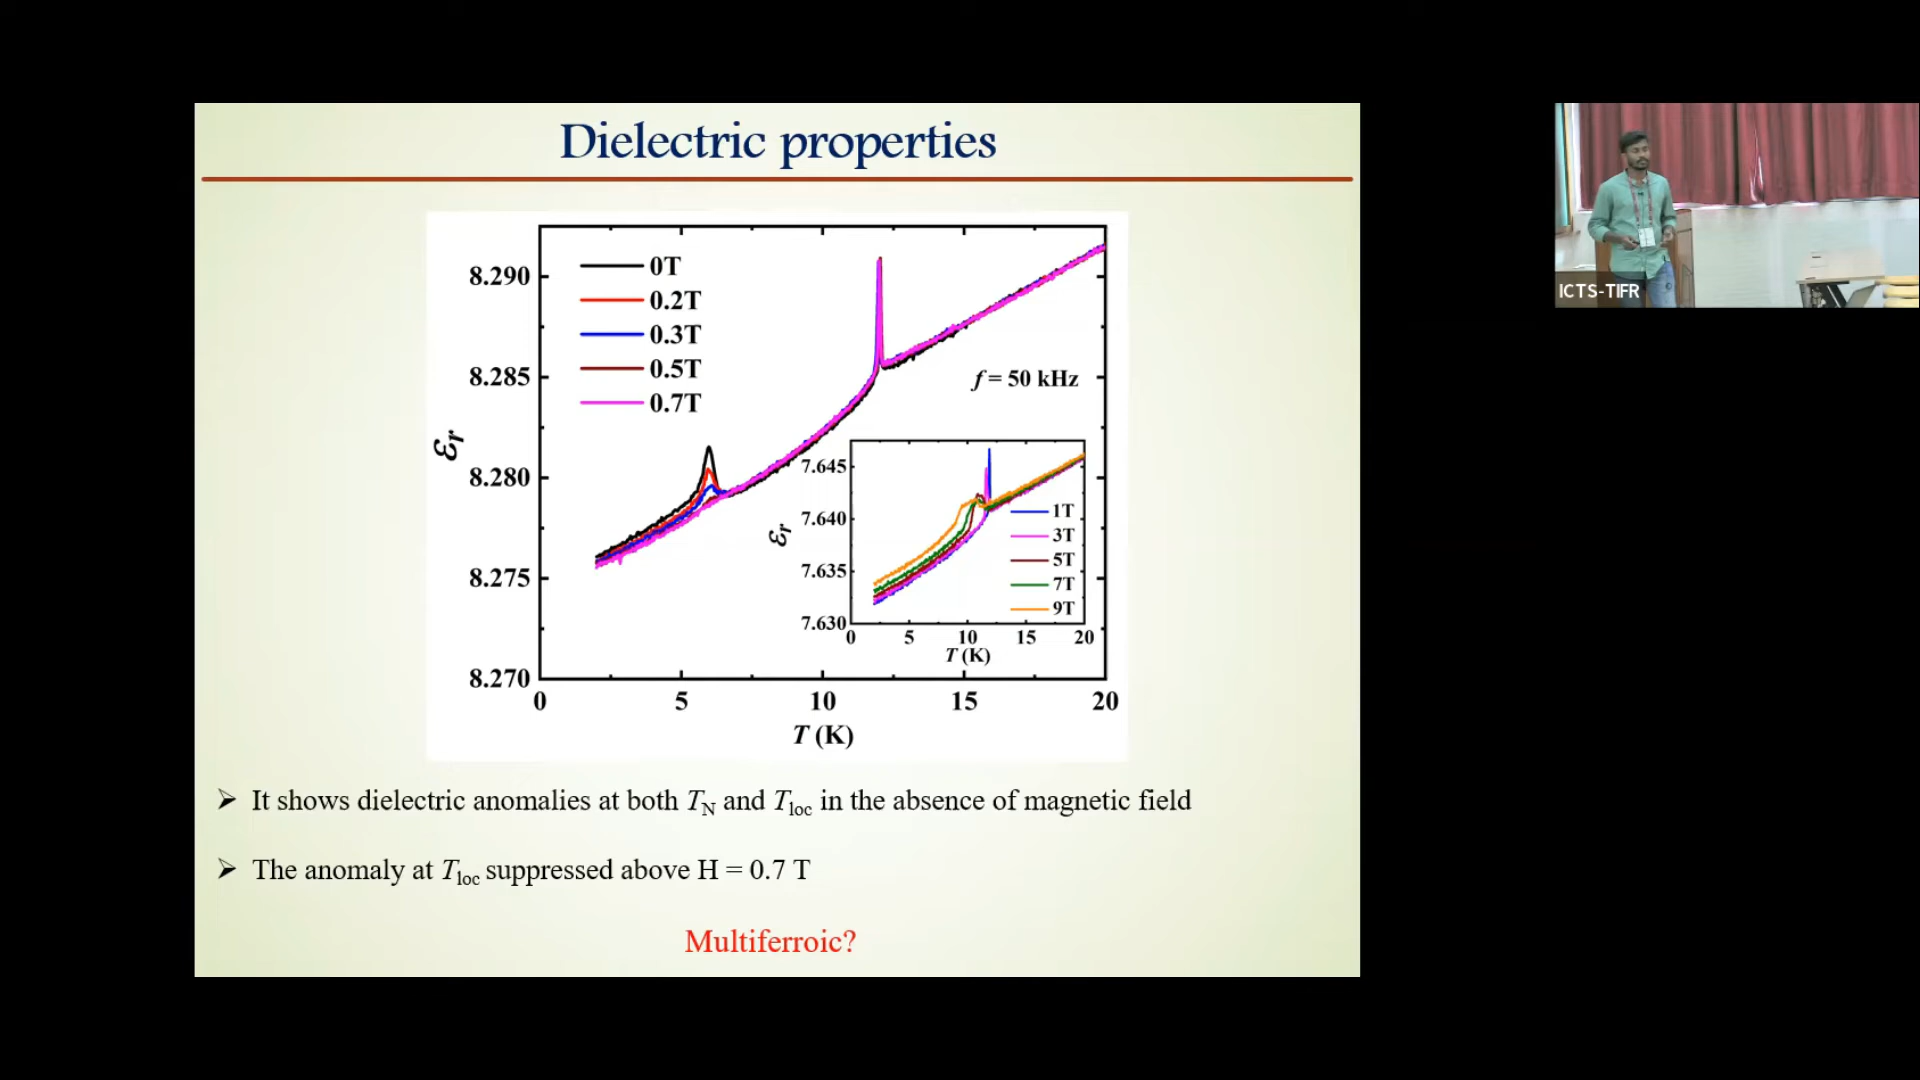 Dielectric properties
0T
0.2T
0.3T
0.5T
0.7T
8.290
8.285
8.280
8.275
8.270
εr
f = 50 kHz
0 5 10 15 20
T (K)
7.645
7.640
7.635
7.630
εr
1T
3T
5T
7T
9T
0 5 10 15 20
T (K)
➢ It shows dielectric anomalies at both TN and Tloc in the absence of magnetic field
➢ The anomaly at Tloc suppressed above H = 0.7 T
Multiferroic?
ICTS-TIFR